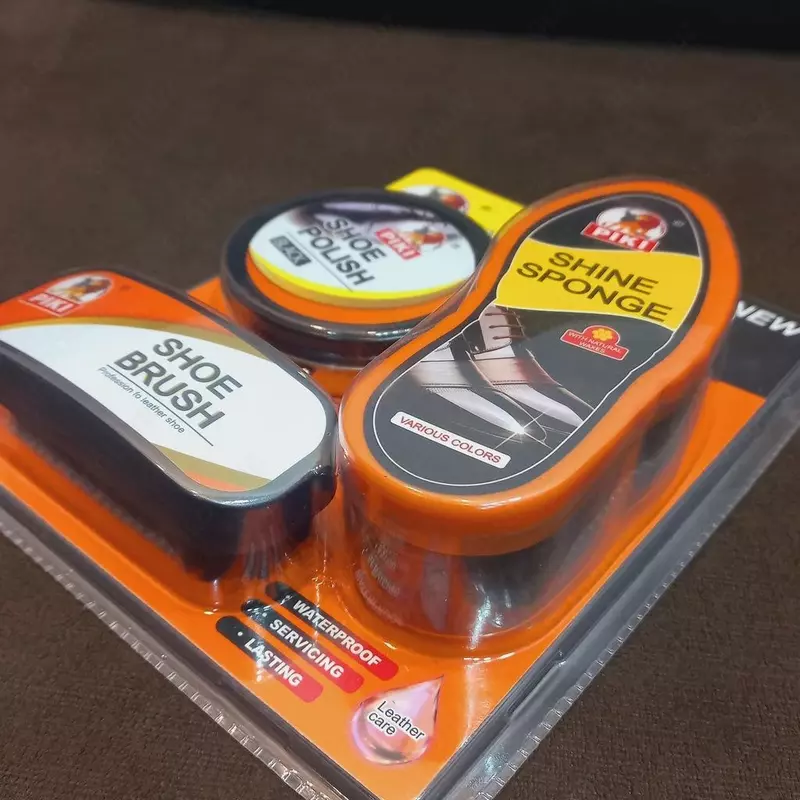 PIKI
SHOE
POLISH
BLACK
PIKI
SHOE
BRUSH
Profession fo leather shoe
PIKI
SHINE
SPONGE
WITH NATURAL
WAXES
VARIOUS COLORS
NEW
WATERPROOF
SERVICING
LASTING
Leather
care